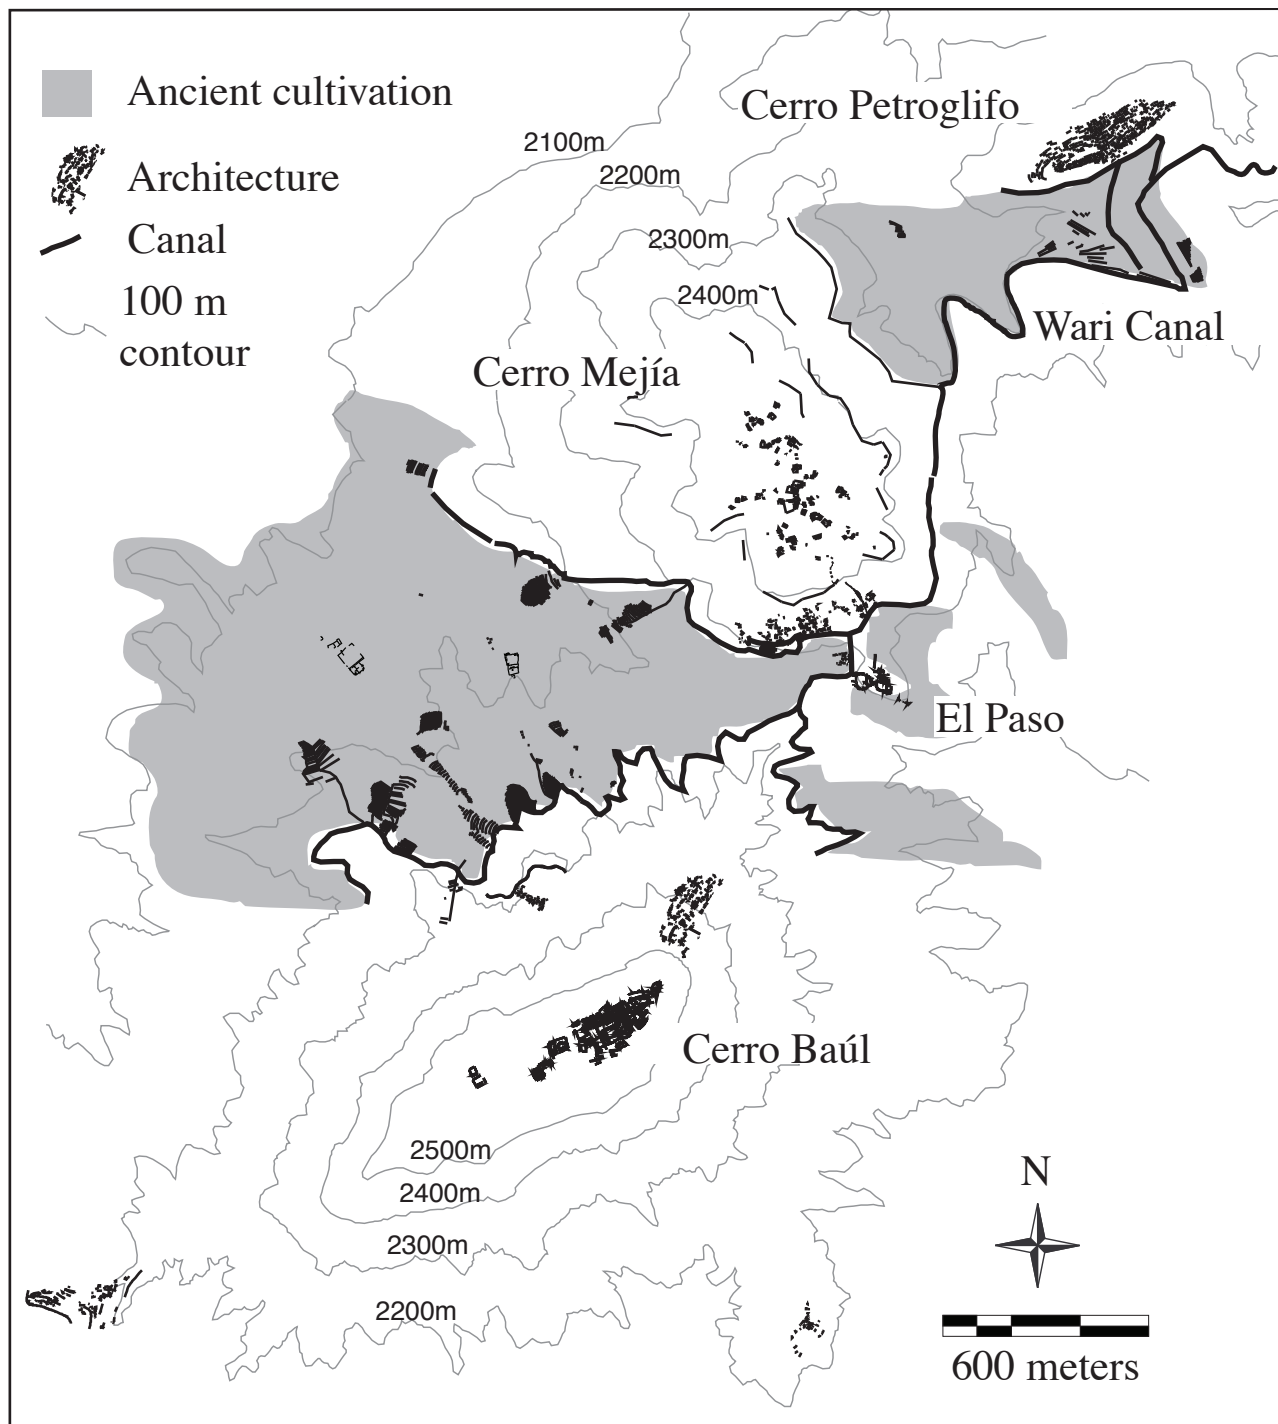 Ancient cultivation
Architecture
Canal
100 m
contour
Cerro Petroglifo
2100m
2200m
2300m
2400m
Wari Canal
Cerro Mejía
El Paso
Cerro Baúl
2500m
2400m
2300m
2200m
N
600 meters